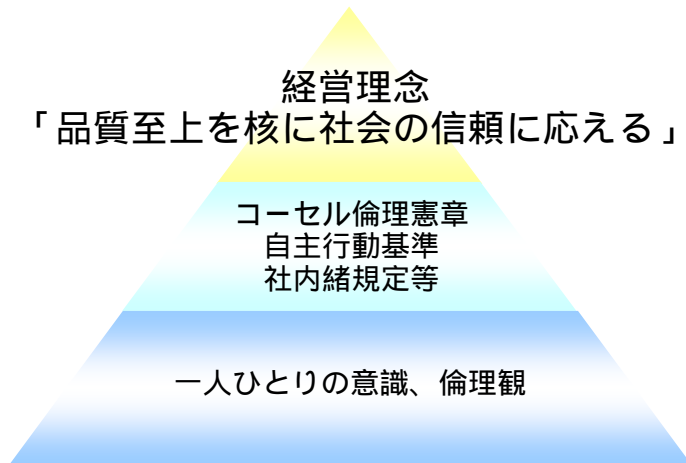 経営理念
「品質至上を核に社会の信頼に応える」
コーセル倫理憲章
自主行動基準
社内緒規定等
一人ひとりの意識、倫理観